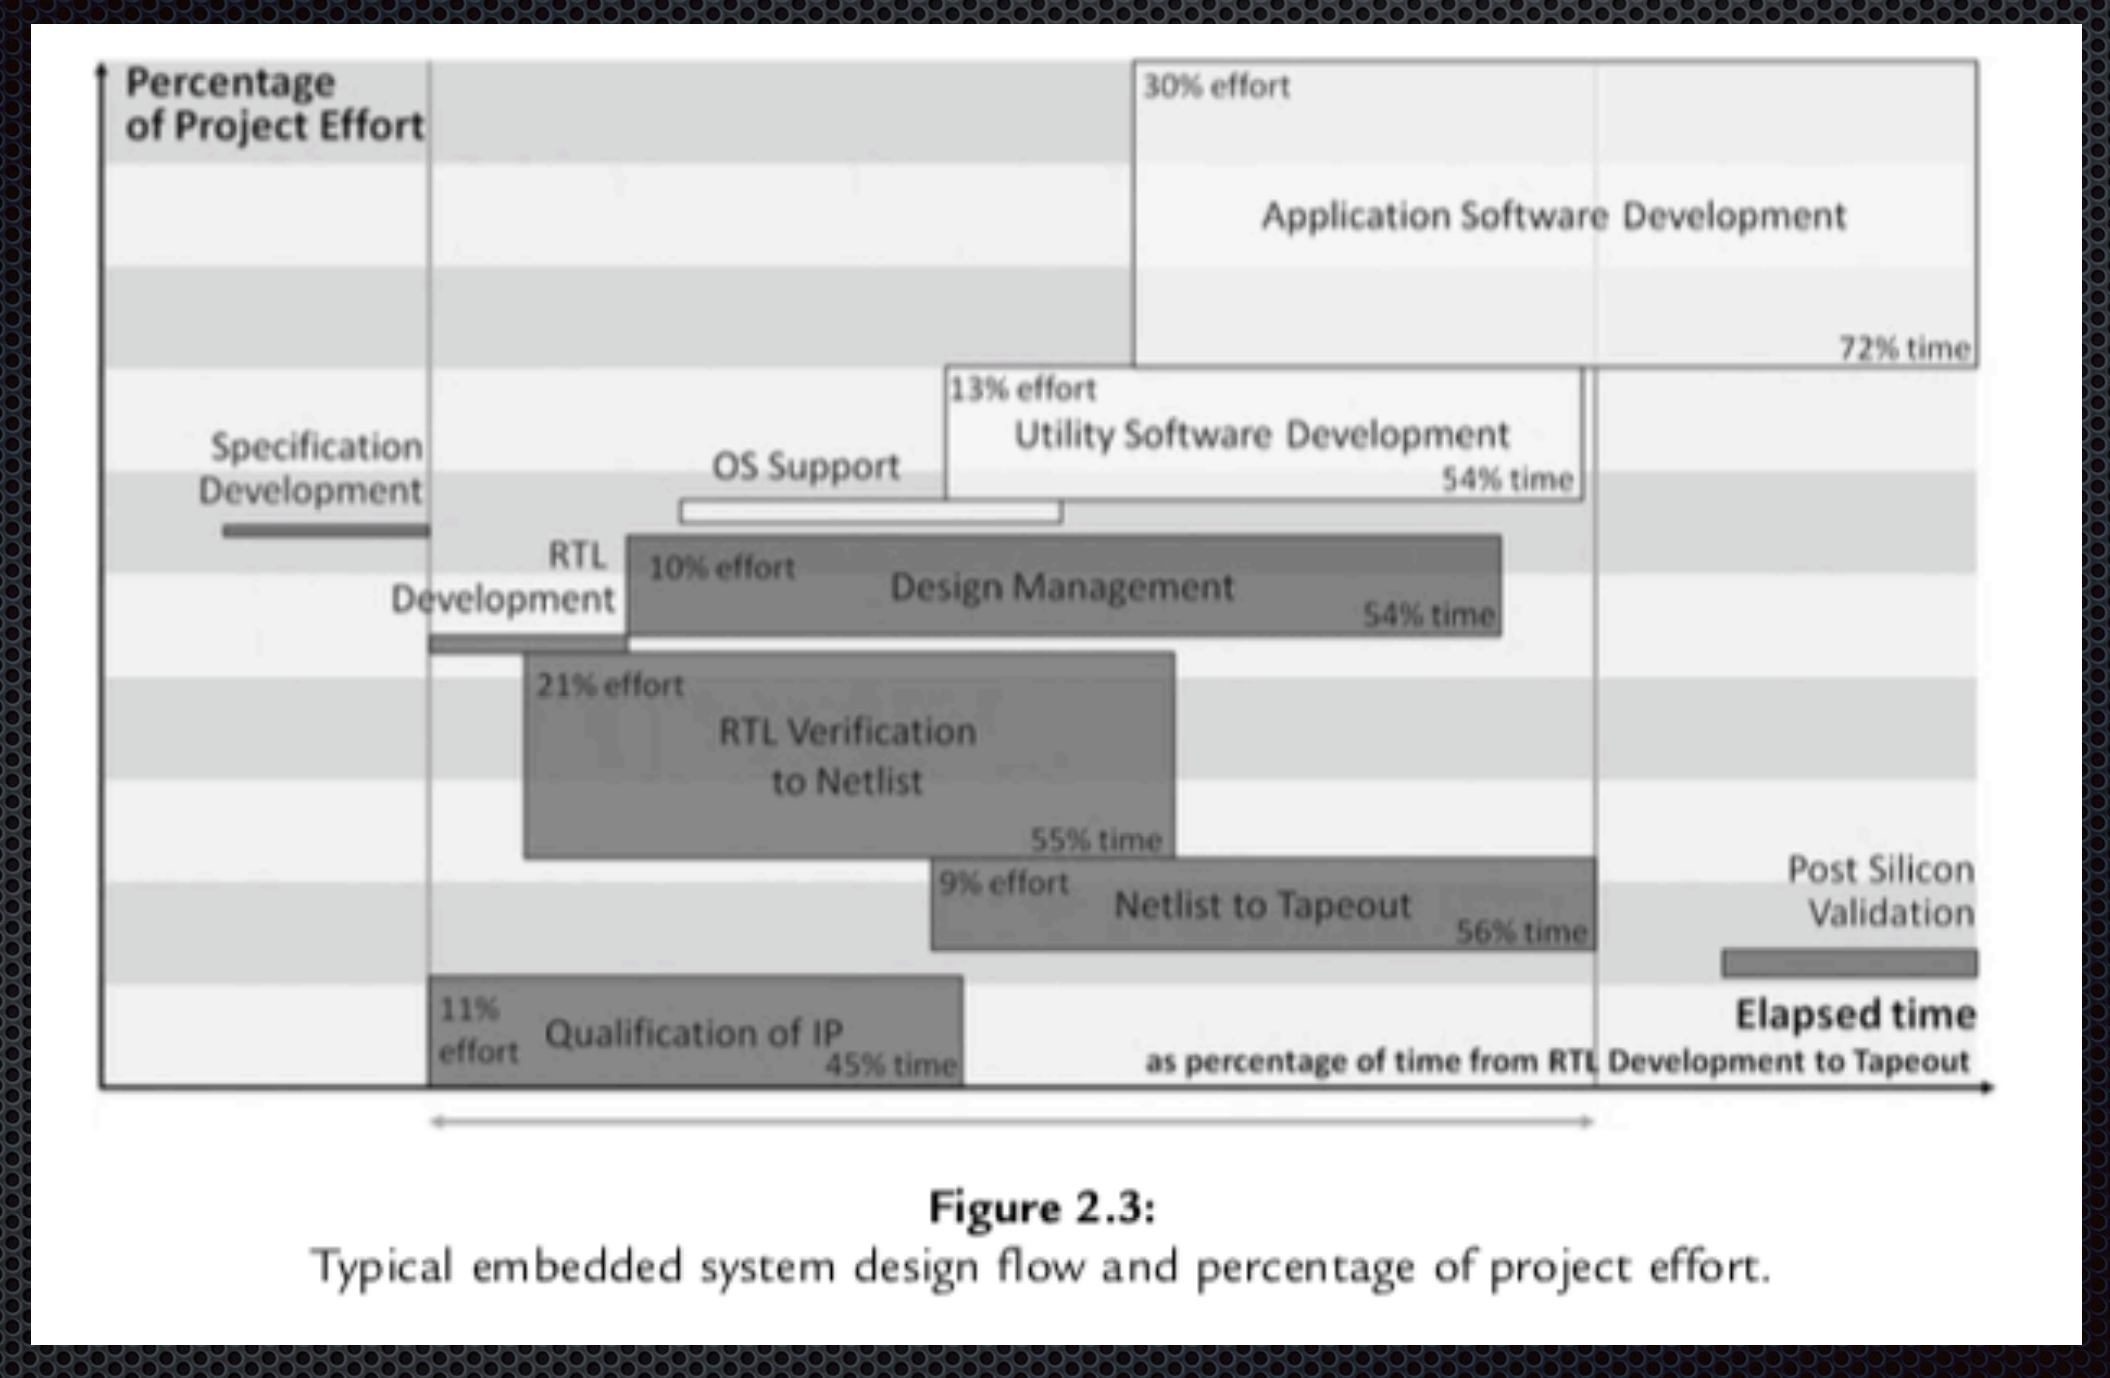 Percentage
of Project Effort
30% effort
Application Software Development
72% time
13% effort
Utility Software Development
54% time
Specification
Development
OS Support
RTL
Development
10% effort
Design Management
54% time
21% effort
RTL Verification
to Netlist
55% time
9% effort
Netlist to Tapeout
56% time
Post Silicon
Validation
11%
effort
Qualification of IP
45% time
Elapsed time
as percentage of time from RTL Development to Tapeout
Figure 2.3:
Typical embedded system design flow and percentage of project effort.